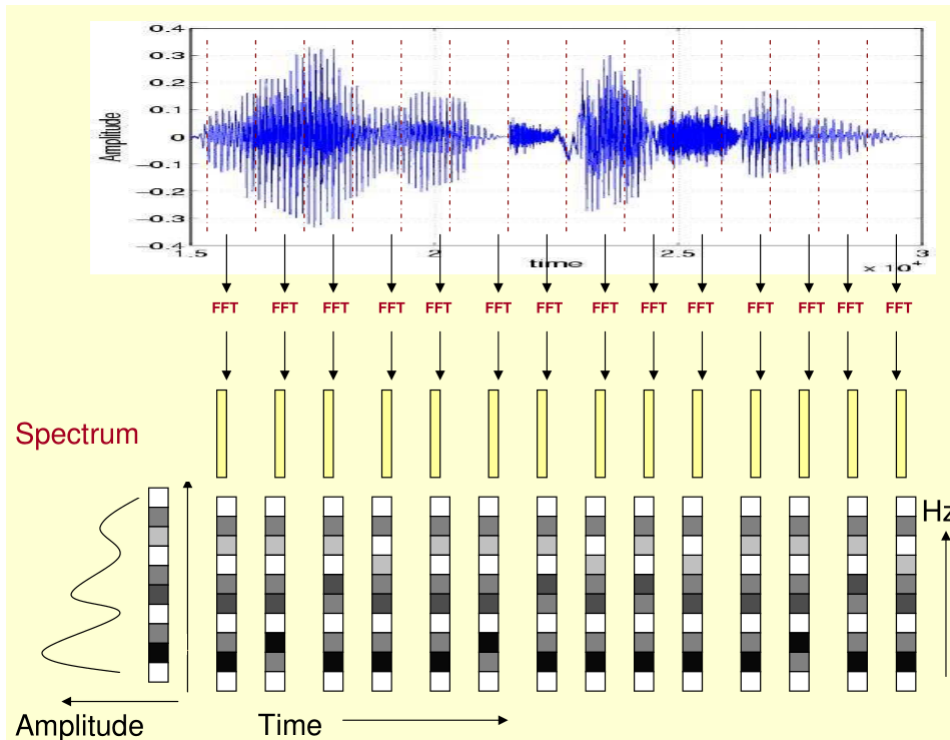 0.4
0.3
0.2
0.1
0
−0.1
−0.2
−0.3
−0.4
Amplitude
1.5 2 2.5 3
time
x 10⁴
FFT FFT FFT FFT FFT FFT FFT FFT FFT FFT FFT FFT FFT FFT
Spectrum
Hz
Amplitude
Time